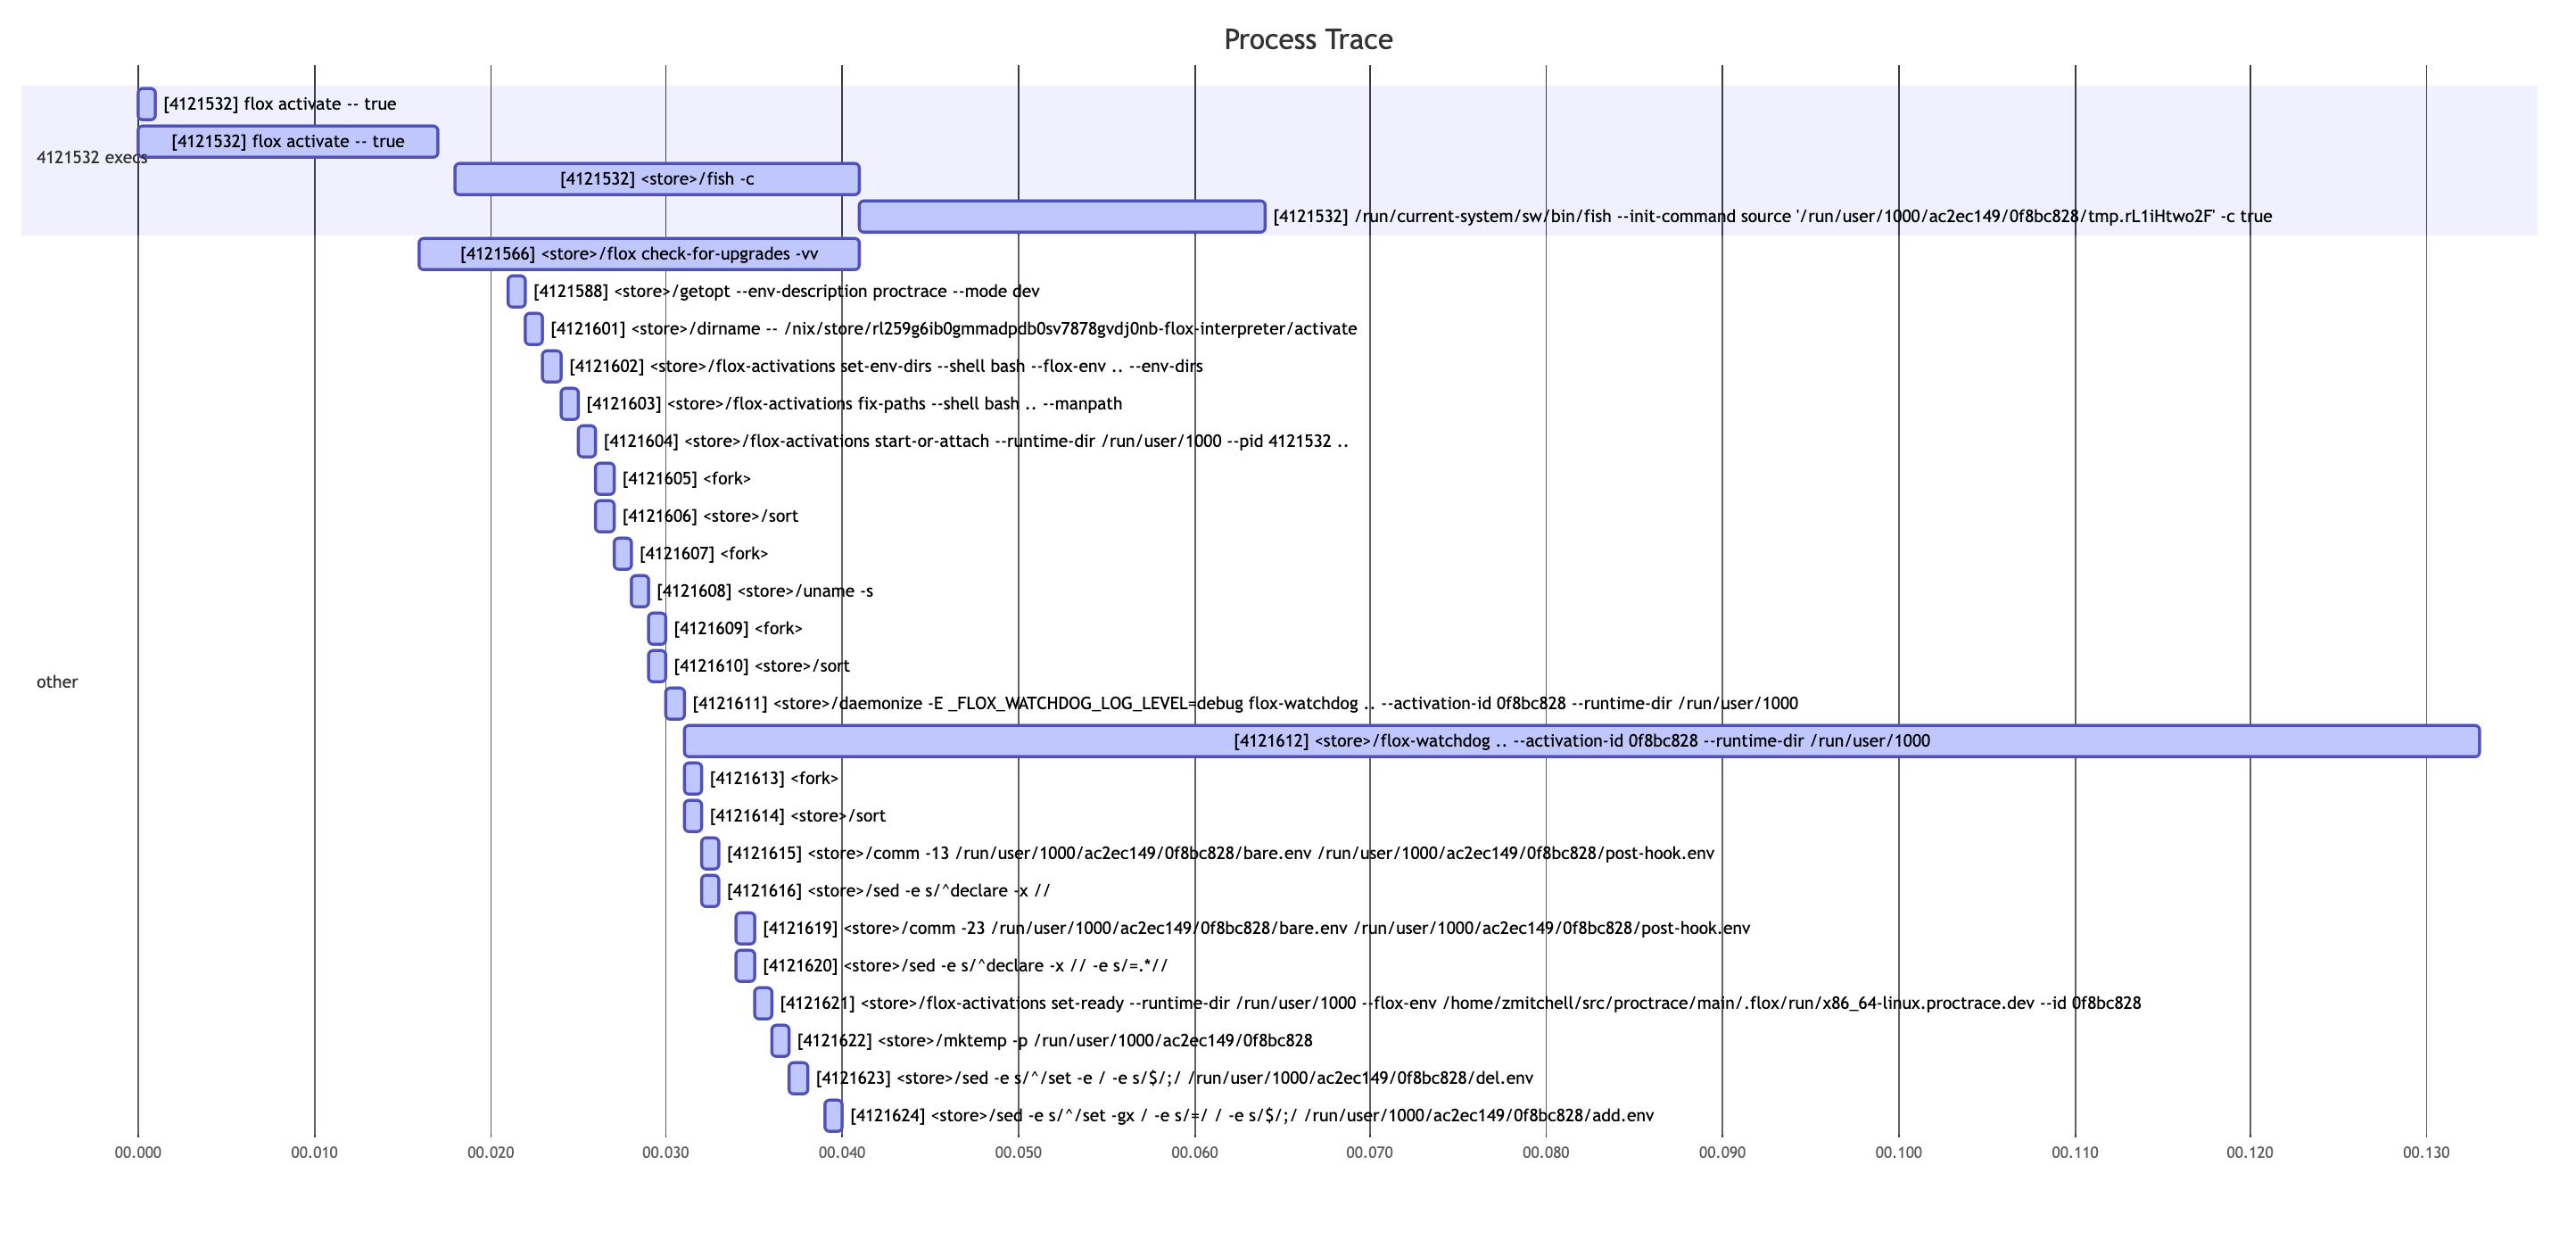 Process Trace
[4121532] flox activate -- true
[4121532] flox activate -- true
4121532 execs
[4121532] <store>/fish -c
[4121532] /run/current-system/sw/bin/fish --init-command source '/run/user/1000/ac2ec149/0f8bc828/tmp.rL1iHtwo2F' -c true
[4121566] <store>/flox check-for-upgrades -vv
[4121588] <store>/getopt --env-description proctrace --mode dev
[4121601] <store>/dirname -- /nix/store/rl259g6ib0gmmadpdb0sv7878gvdj0nb-flox-interpreter/activate
[4121602] <store>/flox-activations set-env-dirs --shell bash --flox-env .. --env-dirs
[4121603] <store>/flox-activations fix-paths --shell bash .. --manpath
[4121604] <store>/flox-activations start-or-attach --runtime-dir /run/user/1000 --pid 4121532 ..
[4121605] <fork>
[4121606] <store>/sort
[4121607] <fork>
[4121608] <store>/uname -s
[4121609] <fork>
[4121610] <store>/sort
other
[4121611] <store>/daemonize -E _FLOX_WATCHDOG_LOG_LEVEL=debug flox-watchdog .. --activation-id 0f8bc828 --runtime-dir /run/user/1000
[4121612] <store>/flox-watchdog .. --activation-id 0f8bc828 --runtime-dir /run/user/1000
[4121613] <fork>
[4121614] <store>/sort
[4121615] <store>/comm -13 /run/user/1000/ac2ec149/0f8bc828/bare.env /run/user/1000/ac2ec149/0f8bc828/post-hook.env
[4121616] <store>/sed -e s/^declare -x //
[4121619] <store>/comm -23 /run/user/1000/ac2ec149/0f8bc828/bare.env /run/user/1000/ac2ec149/0f8bc828/post-hook.env
[4121620] <store>/sed -e s/^declare -x // -e s/=.*//
[4121621] <store>/flox-activations set-ready --runtime-dir /run/user/1000 --flox-env /home/zmitchell/src/proctrace/main/.flox/run/x86_64-linux.proctrace.dev --id 0f8bc828
[4121622] <store>/mktemp -p /run/user/1000/ac2ec149/0f8bc828
[4121623] <store>/sed -e s/^/set -e / -e s/$/;/ /run/user/1000/ac2ec149/0f8bc828/del.env
[4121624] <store>/sed -e s/^/set -gx / -e s/=/ / -e s/$/;/ /run/user/1000/ac2ec149/0f8bc828/add.env
00.000 00.010 00.020 00.030 00.040 00.050 00.060 00.070 00.080 00.090 00.100 00.110 00.120 00.130